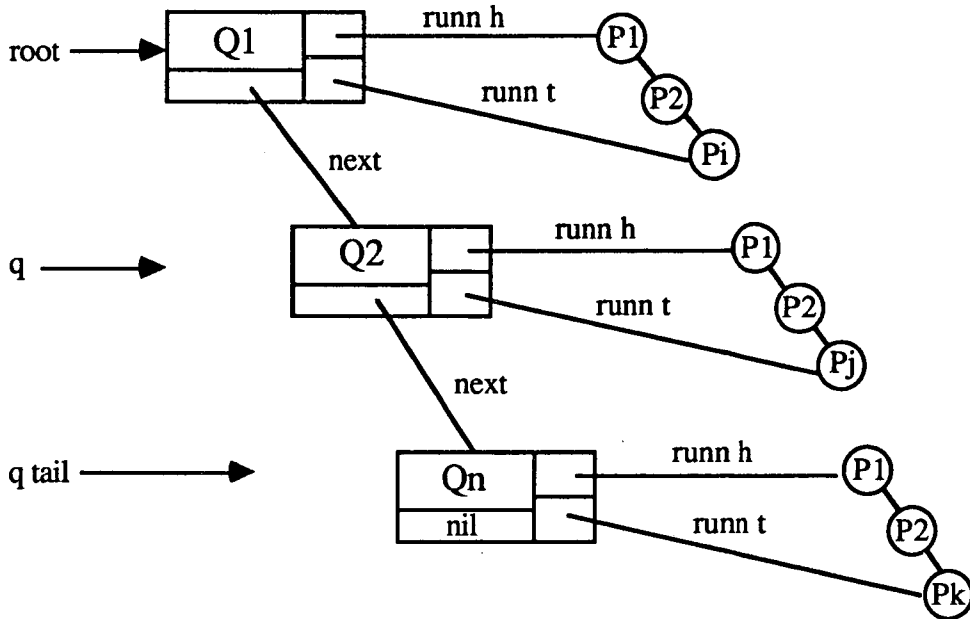 root
Q1
runn h
P1
P2
Pi
runn t
next
q
Q2
runn h
P1
P2
Pj
runn t
next
q tail
Qn
nil
runn h
P1
P2
Pk
runn t